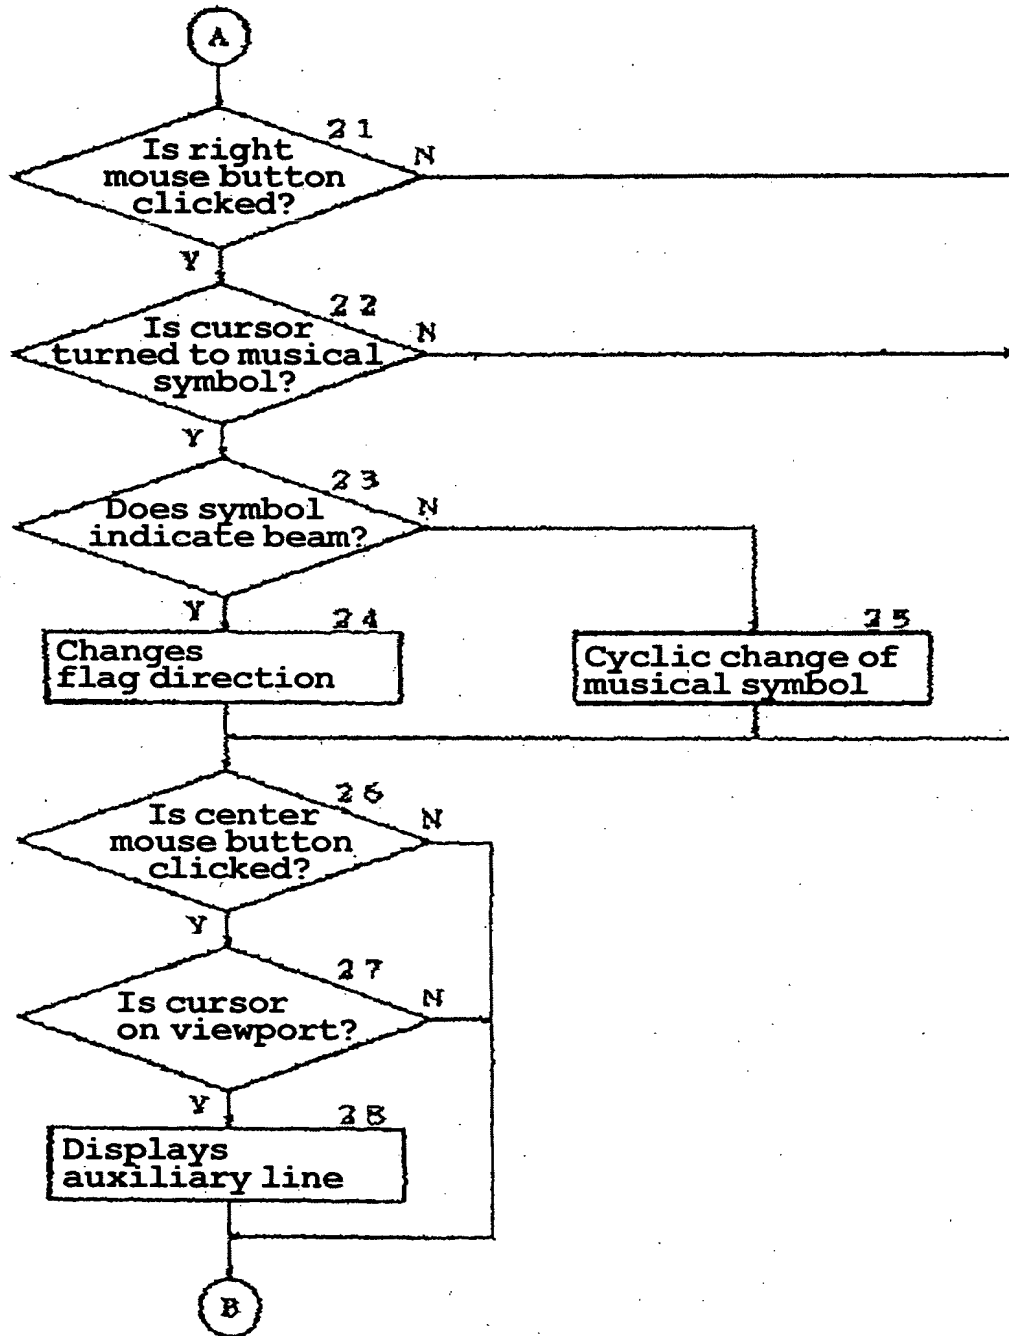 A
21
Is right
mouse button
clicked?
N
Y
22
Is cursor
turned to musical
symbol?
N
Y
23
Does symbol
indicate beam?
N
Y
24
Changes
flag direction
25
Cyclic change of
musical symbol
26
Is center
mouse button
clicked?
N
Y
27
Is cursor
on viewport?
N
Y
28
Displays
auxiliary line
B